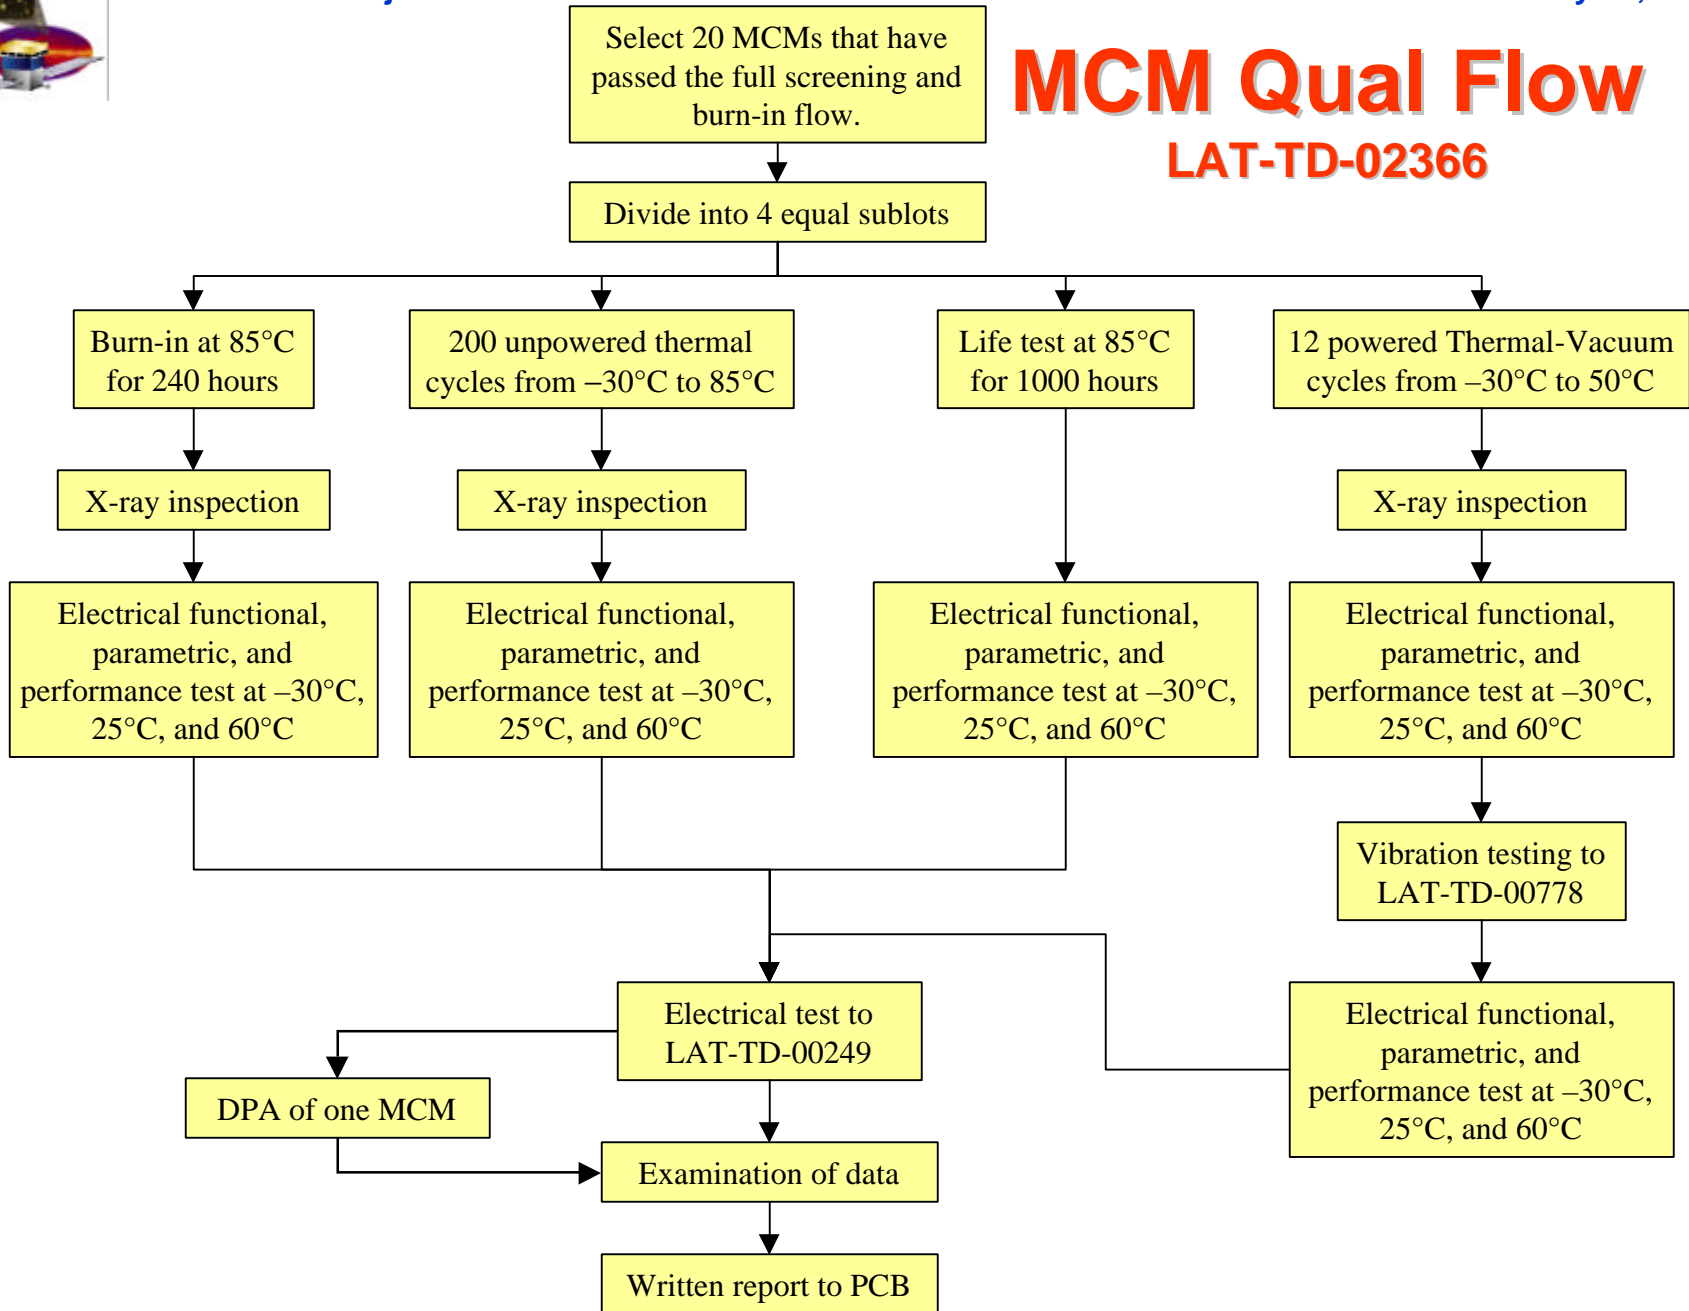 Select 20 MCMs that have
passed the full screening and
burn-in flow.
MCM Qual Flow
LAT-TD-02366
Divide into 4 equal sublots
Burn-in at 85°C
for 240 hours
200 unpowered thermal
cycles from –30°C to 85°C
Life test at 85°C
for 1000 hours
12 powered Thermal-Vacuum
cycles from –30°C to 50°C
X-ray inspection
X-ray inspection
X-ray inspection
Electrical functional,
parametric, and
performance test at –30°C,
25°C, and 60°C
Electrical functional,
parametric, and
performance test at –30°C,
25°C, and 60°C
Electrical functional,
parametric, and
performance test at –30°C,
25°C, and 60°C
Electrical functional,
parametric, and
performance test at –30°C,
25°C, and 60°C
Vibration testing to
LAT-TD-00778
Electrical test to
LAT-TD-00249
Electrical functional,
parametric, and
performance test at –30°C,
25°C, and 60°C
DPA of one MCM
Examination of data
Written report to PCB